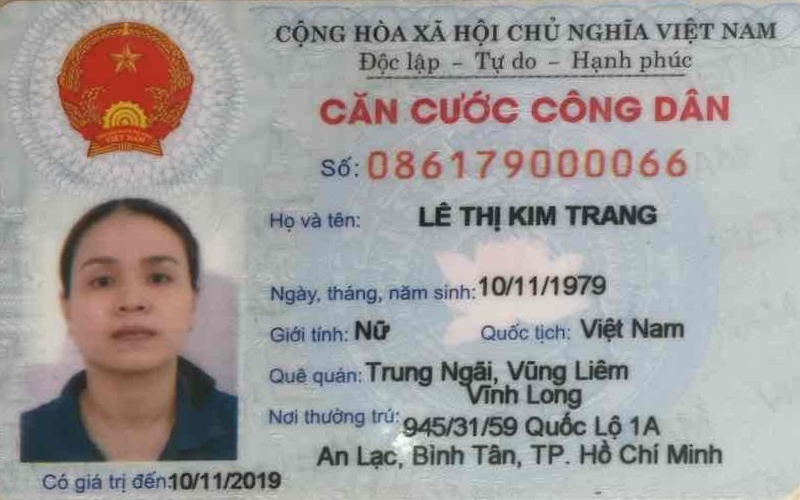 CỘNG HÒA XÃ HỘI CHỦ NGHĨA VIỆT NAM
Độc lập - Tự do - Hạnh phúc
CĂN CƯỚC CÔNG DÂN
Số: 086179000066
Họ và tên: LÊ THỊ KIM TRANG
Ngày, tháng, năm sinh: 10/11/1979
Giới tính: Nữ Quốc tịch: Việt Nam
Quê quán: Trung Ngãi, Vũng Liêm
Vĩnh Long
Nơi thường trú: 945/31/59 Quốc Lộ 1A
An Lạc, Bình Tân, TP. Hồ Chí Minh
Có giá trị đến: 10/11/2019
VIỆT NAM